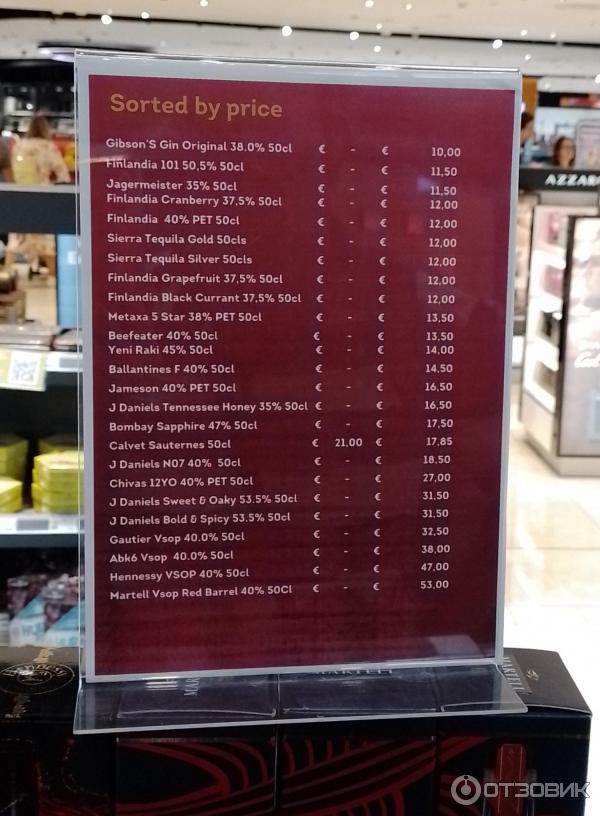 Sorted by price
Gibson'S Gin Original 38.0% 50cl € - € 10,00
Finlandia 101 50,5% 50cl € - € 11,50
Jagermeister 35% 50cl € - € 11,50
Finlandia Cranberry 37,5% 50cl € - € 12,00
Finlandia 40% PET 50cl € - € 12,00
Sierra Tequila Gold 50cls € - € 12,00
Sierra Tequila Silver 50cls € - € 12,00
Finlandia Grapefruit 37,5% 50cl € - € 12,00
Finlandia Black Currant 37,5% 50cl € - € 12,00
Metaxa 5 Star 38% PET 50cl € - € 13,50
Beefeater 40% 50cl € - € 13,50
Yeni Raki 45% 50cl € - € 14,00
Ballantines F 40% 50cl € - € 14,50
Jameson 40% PET 50cl € - € 16,50
J Daniels Tennessee Honey 35% 50cl € - € 16,50
Bombay Sapphire 47% 50cl € - € 17,50
Calvet Sauternes 50cl € 21,00 € 17,85
J Daniels N07 40% 50cl € - € 18,50
Chivas 12YO 40% PET 50cl € - € 27,00
J Daniels Sweet & Oaky 53.5% 50cl € - € 31,50
J Daniels Bold & Spicy 53.5% 50cl € - € 31,50
Gautier Vsop 40.0% 50cl € - € 32,50
Abk6 Vsop 40.0% 50cl € - € 38,00
Hennessy VSOP 40% 50cl € - € 47,00
Martell Vsop Red Barrel 40% 50Cl € - € 53,00
AZZAR
MARTELL
ОТЗОВИК